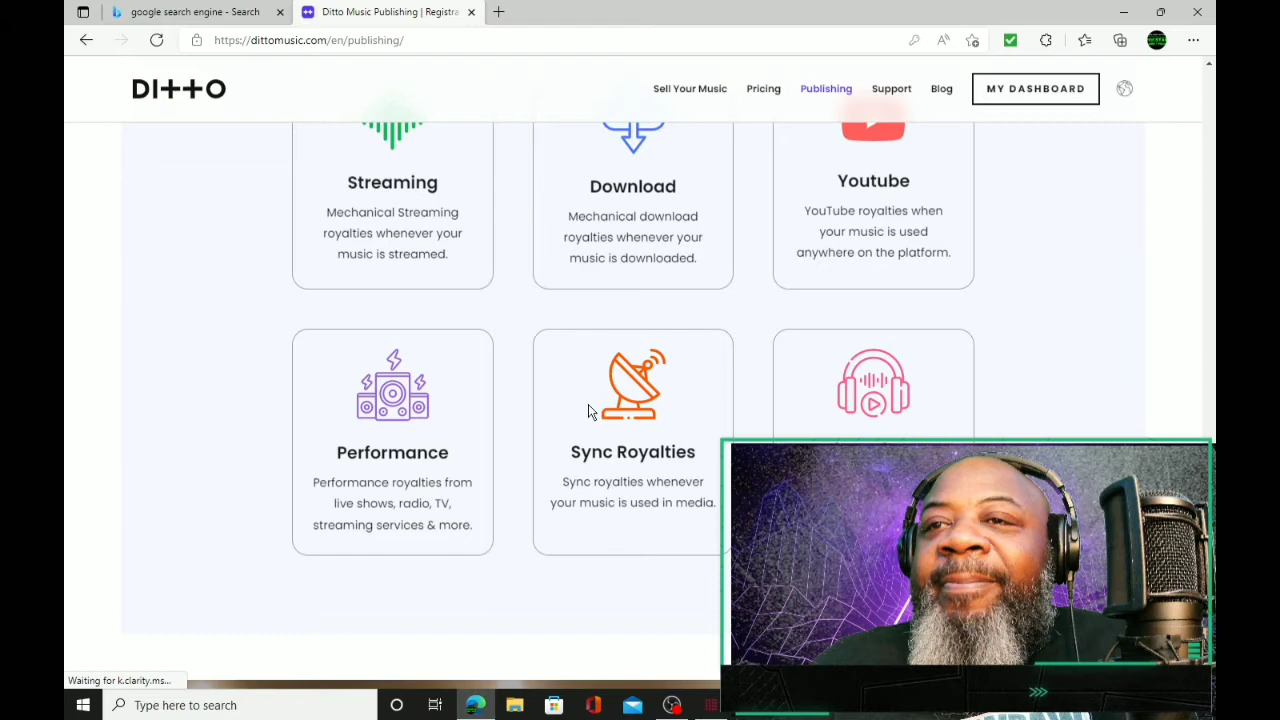 google search engine - Search
Ditto Music Publishing | Registra
https://dittomusic.com/en/publishing/
DITTO
Sell Your Music
Pricing
Publishing
Support
Blog
MY DASHBOARD
Streaming
Mechanical Streaming
royalties whenever your
music is streamed.
Download
Mechanical download
royalties whenever your
music is downloaded.
Youtube
YouTube royalties when
your music is used
anywhere on the platform.
Performance
Performance royalties from
live shows, radio, TV,
streaming services & more.
Sync Royalties
Sync royalties whenever
your music is used in media.
Waiting for k.clarity.ms...
Type here to search